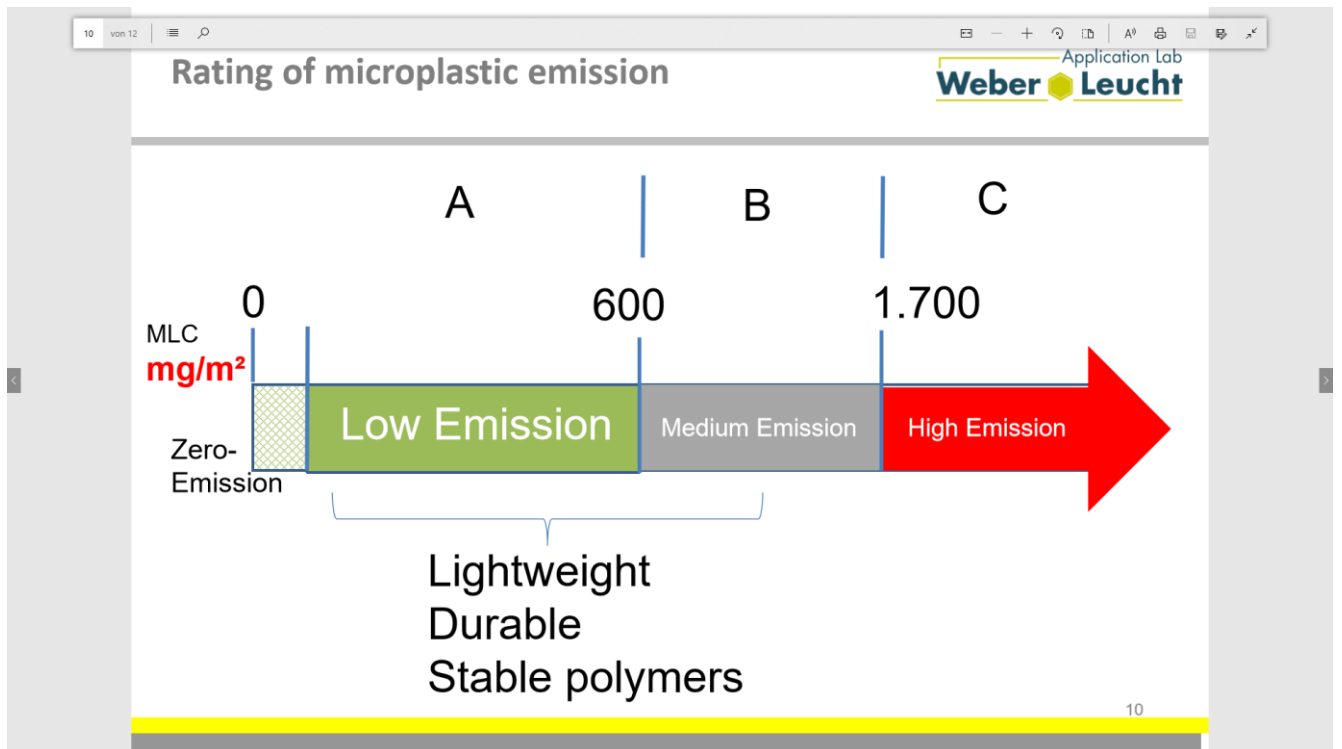 10 von 12
Rating of microplastic emission
Application Lab
Weber Leucht
A
B
C
0
600
1.700
MLC
mg/m²
Low Emission
Medium Emission
High Emission
Zero-
Emission
Lightweight
Durable
Stable polymers
10